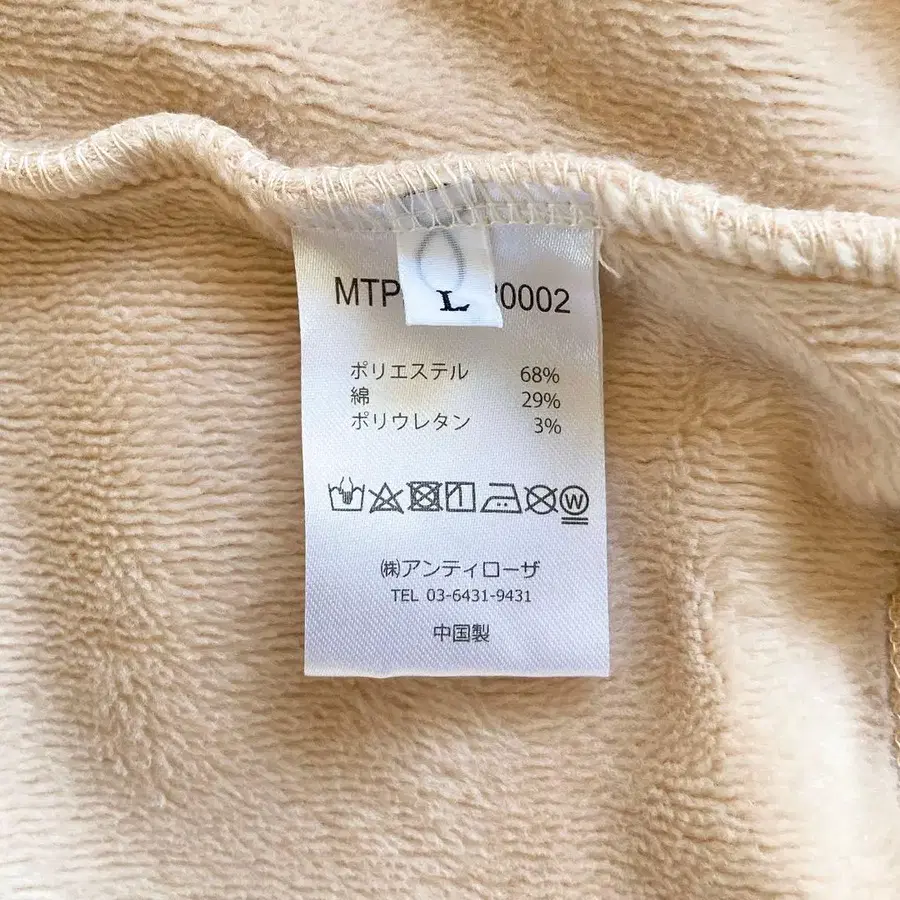 L
MTP 0002
ポリエステル 68%
綿 29%
ポリウレタン 3%
W
(株)アンティローザ
TEL 03-6431-9431
中国製